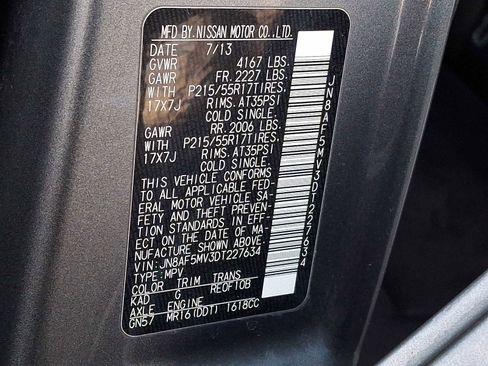 MFD BY.NISSAN MOTOR CO.,LTD.
DATE 7/13
GVWR 4167 LBS.
GAWR FR. 2227 LBS.
WITH P215/55R17TIRES.
17X7J RIMS. AT35PSI
COLD SINGLE.
GAWR RR. 2006 LBS.
WITH P215/55R17TIRES.
17X7J RIMS. AT35PSI
COLD SINGLE.
THIS VEHICLE CONFORMS
TO ALL APPLICABLE FED-
ERAL MOTOR VEHICLE SA-
FETY AND THEFT PREVEN-
TION STANDARDS IN EFF-
ECT ON THE DATE OF MA-
NUFACTURE SHOWN ABOVE.
VIN:JN8AF5MV3DT227634
TYPE:MPV
COLOR TRIM TRANS
KAD G RE0F10B
AXLE ENGINE
GN57 MR16(DDT) 1618CC
JN8AF5MV3DT227634